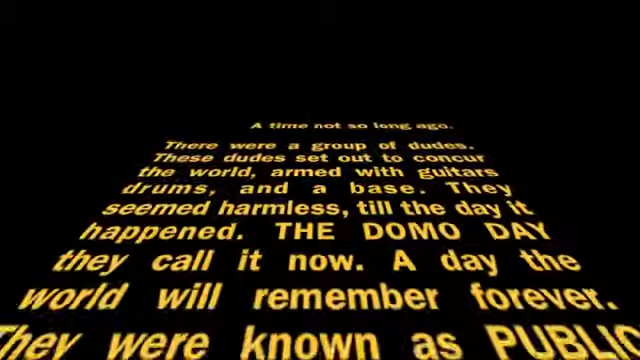 A time not so long ago.
There were a group of dudes.
These dudes set out to concur
the world, armed with guitars
drums, and a base. They
seemed harmless, till the day it
happened. THE DOMO DAY
they call it now. A day the
world will remember forever.
They were known as PUBLIC